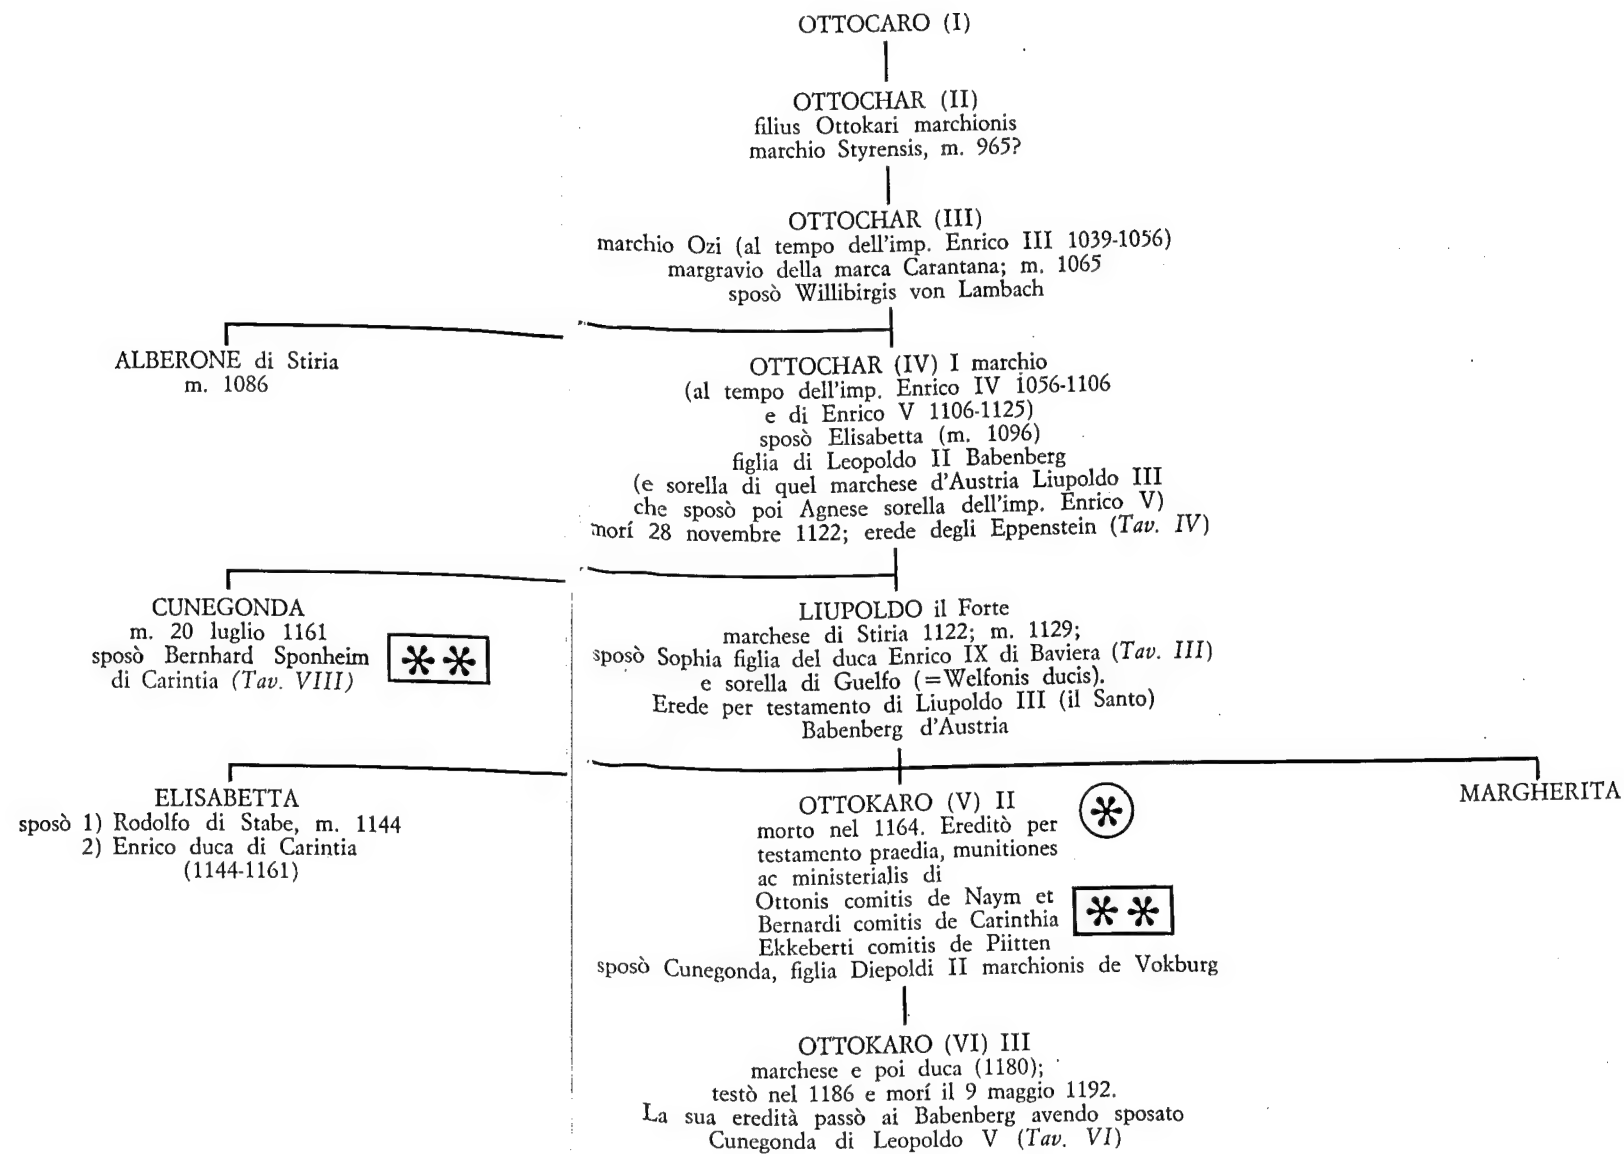 OTTOCARO (I)
OTTOCHAR (II)
filius Ottokari marchionis
marchio Styrensis, m. 965?
OTTOCHAR (III)
marchio Ozi (al tempo dell'imp. Enrico III 1039-1056)
margravio della marca Carantana; m. 1065
sposò Willibirgis von Lambach
ALBERONE di Stiria
m. 1086
OTTOCHAR (IV) I marchio
(al tempo dell'imp. Enrico IV 1056-1106
e di Enrico V 1106-1125)
sposò Elisabetta (m. 1096)
figlia di Leopoldo II Babenberg
(e sorella di quel marchese d'Austria Liupoldo III
che sposò poi Agnese sorella dell'imp. Enrico V)
morí 28 novembre 1122; erede degli Eppenstein (Tav. IV)
CUNEGONDA
m. 20 luglio 1161
sposò Bernhard Sponheim
di Carintia (Tav. VIII)
**
LIUPOLDO il Forte
marchese di Stiria 1122; m. 1129;
sposò Sophia figlia del duca Enrico IX di Baviera (Tav. III)
e sorella di Guelfo (=Welfonis ducis).
Erede per testamento di Liupoldo III (il Santo)
Babenberg d'Austria
ELISABETTA
sposò 1) Rodolfo di Stabe, m. 1144
2) Enrico duca di Carintia
(1144-1161)
OTTOKARO (V) II
*
morto nel 1164. Ereditò per
testamento praedia, munitiones
ac ministerialis di
Ottonis comitis de Naym et
Bernardi comitis de Carinthia
**
Ekkeberti comitis de Piitten
sposò Cunegonda, figlia Diepoldi II marchionis de Vokburg
MARGHERITA
OTTOKARO (VI) III
marchese e poi duca (1180);
testò nel 1186 e morí il 9 maggio 1192.
La sua eredità passò ai Babenberg avendo sposato
Cunegonda di Leopoldo V (Tav. VI)